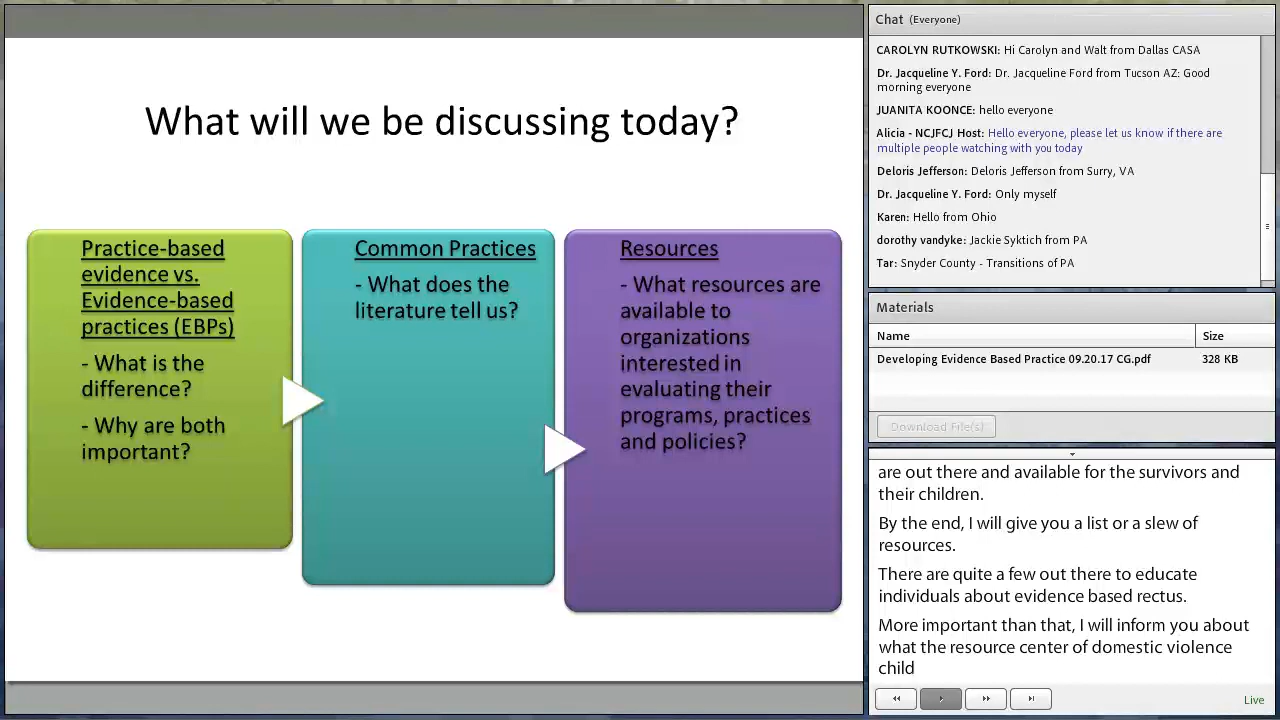 What will we be discussing today?
Practice-based
evidence vs.
Evidence-based
practices (EBPs)
- What is the
difference?
- Why are both
important?
Common Practices
- What does the
literature tell us?
Resources
- What resources are
available to
organizations
interested in
evaluating their
programs, practices
and policies?
Chat (Everyone)
CAROLYN RUTKOWSKI: Hi Carolyn and Walt from Dallas CASA
Dr. Jacqueline Y. Ford: Dr. Jacqueline Ford from Tucson AZ: Good
morning everyone
JUANITA KOONCE: hello everyone
Alicia - NCJFCJ Host: Hello everyone, please let us know if there are
multiple people watching with you today
Deloris Jefferson: Deloris Jefferson from Surry, VA
Dr. Jacqueline Y. Ford: Only myself
Karen: Hello from Ohio
dorothy vandyke: Jackie Syktich from PA
Tar: Snyder County - Transitions of PA
Materials
Name Size
Developing Evidence Based Practice 09.20.17 CG.pdf 328 KB
Download File(s)
are out there and available for the survivors and
their children.
By the end, I will give you a list or a slew of
resources.
There are quite a few out there to educate
individuals about evidence based rectus.
More important than that, I will inform you about
what the resource center of domestic violence
child
Live